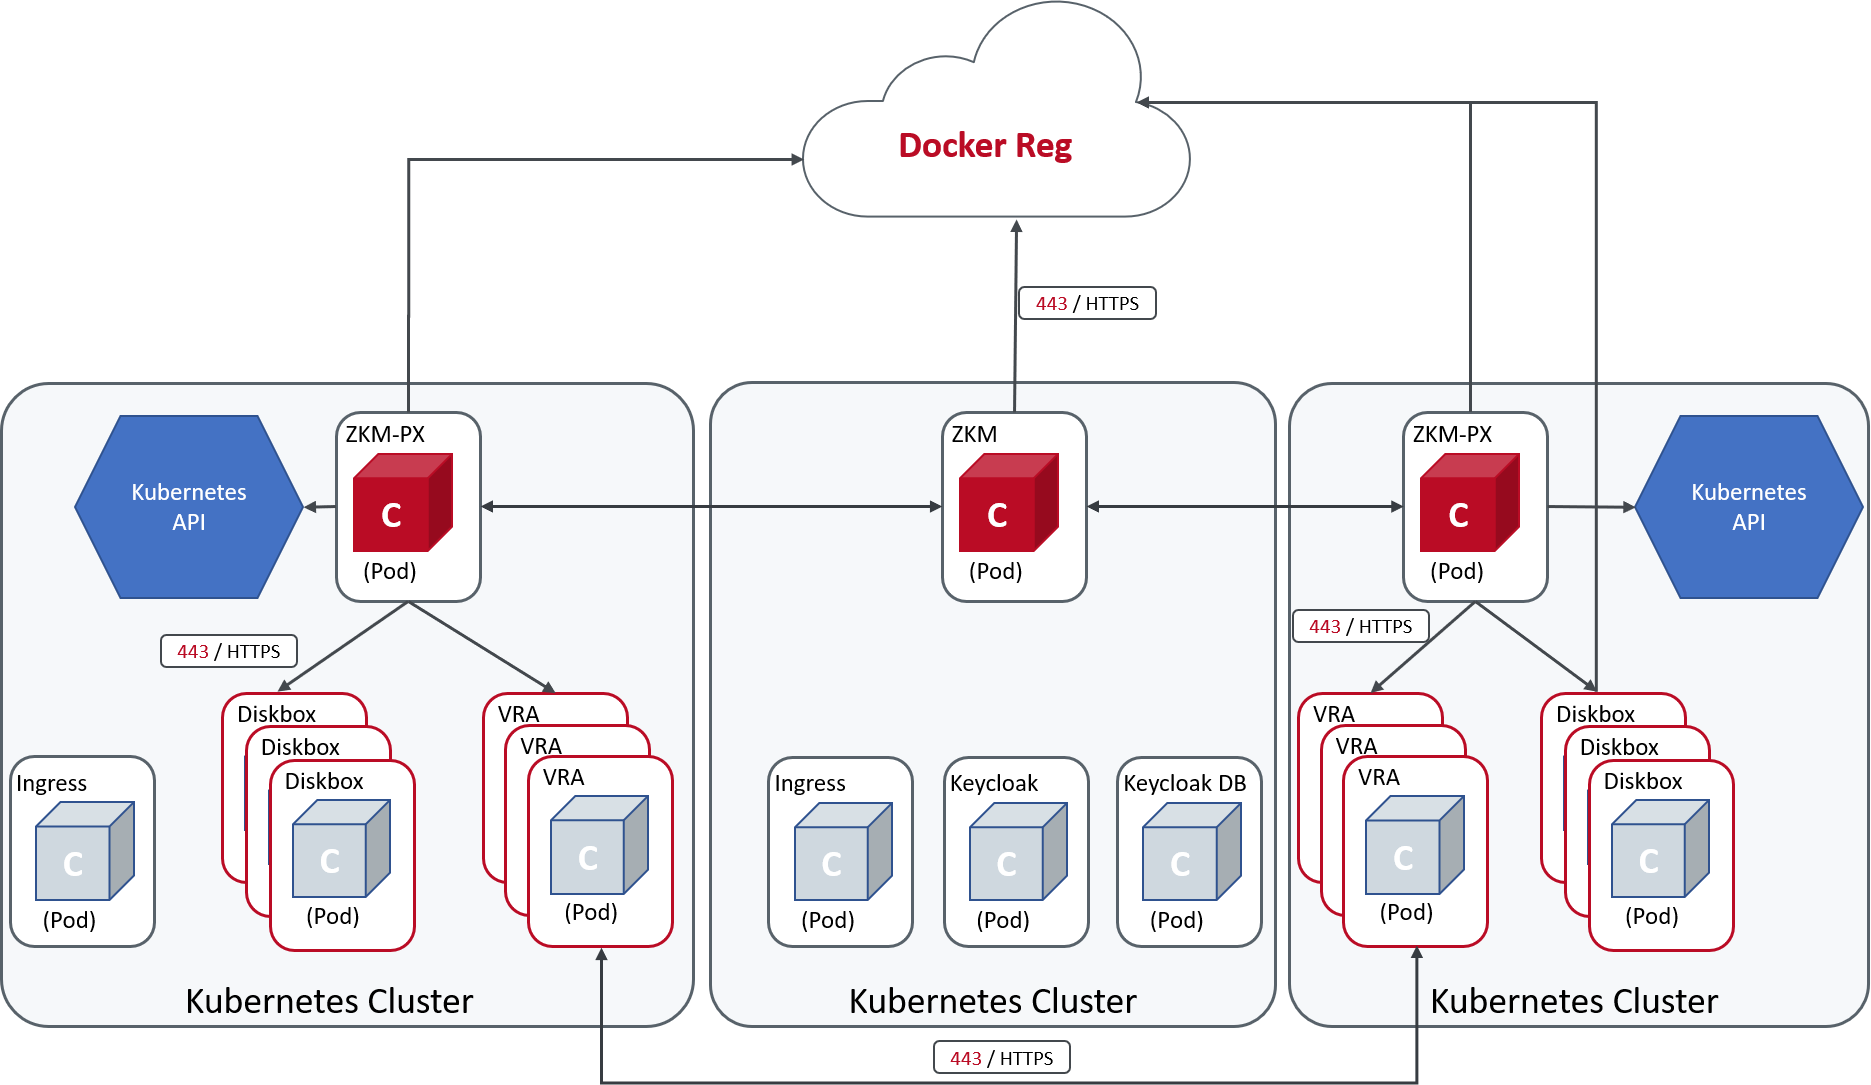 Docker Reg
443 / HTTPS
ZKM-PX
C
(Pod)
Kubernetes
API
ZKM
C
(Pod)
ZKM-PX
C
(Pod)
Kubernetes
API
443 / HTTPS
443 / HTTPS
Diskbox
Diskbox
Diskbox
C
(Pod)
VRA
VRA
VRA
C
(Pod)
Ingress
C
(Pod)
Kubernetes Cluster
Ingress
C
(Pod)
Keycloak
C
(Pod)
Keycloak DB
C
(Pod)
Kubernetes Cluster
VRA
VRA
VRA
C
(Pod)
Diskbox
Diskbox
Diskbox
C
(Pod)
Kubernetes Cluster
443 / HTTPS